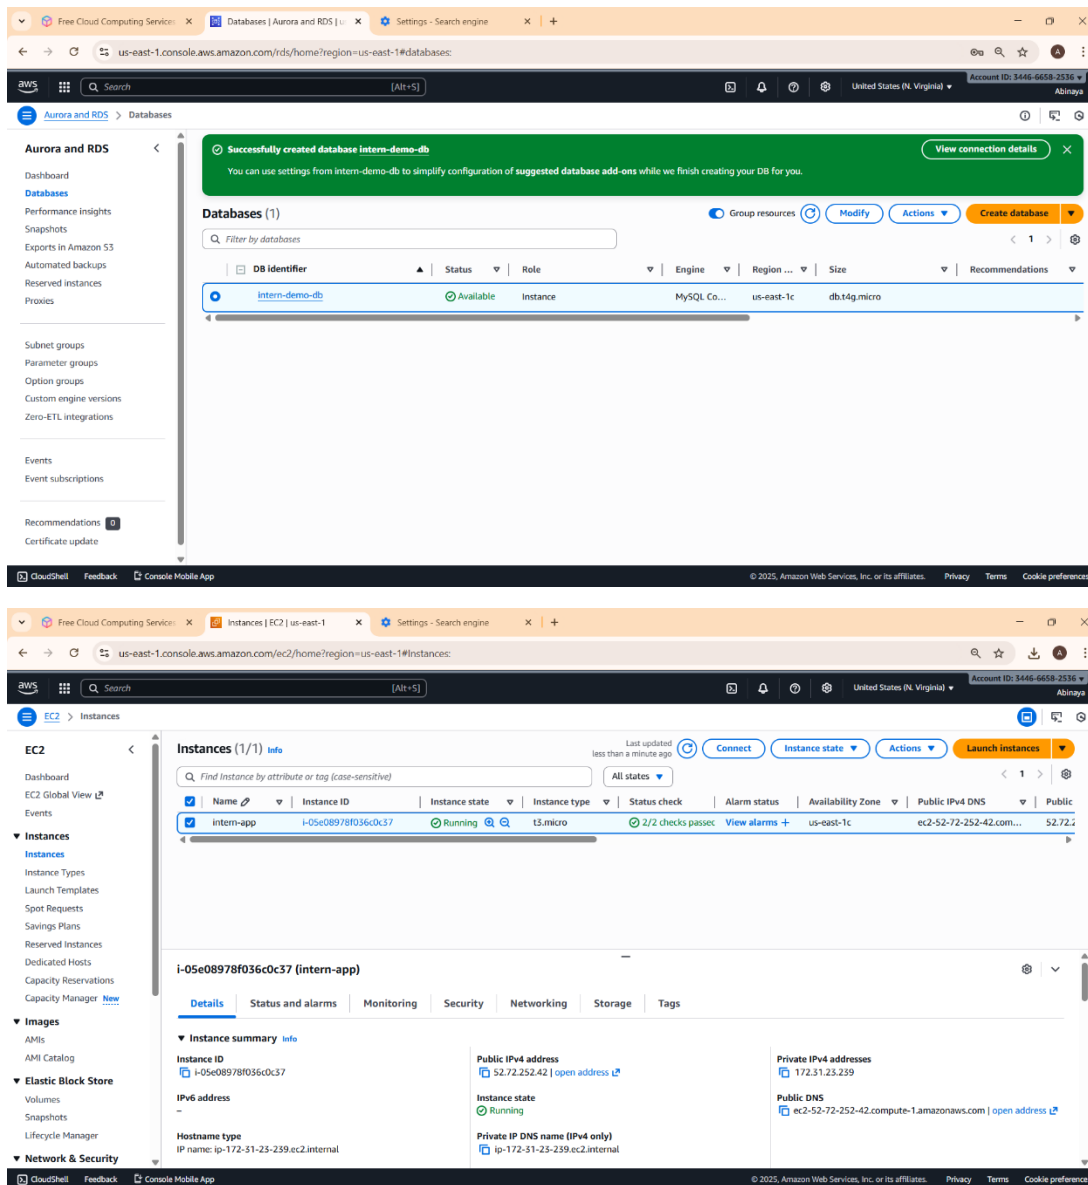 Free Cloud Computing Services
Databases | Aurora and RDS | u
Settings - Search engine
us-east-1.console.aws.amazon.com/rds/home?region=us-east-1#databases:
aws
Search
[Alt+S]
United States (N. Virginia)
Account ID: 3446-6658-2536
Abinaya
Aurora and RDS > Databases
Aurora and RDS
Dashboard
Databases
Performance insights
Snapshots
Exports in Amazon S3
Automated backups
Reserved instances
Proxies
Subnet groups
Parameter groups
Option groups
Custom engine versions
Zero-ETL integrations
Events
Event subscriptions
Recommendations 0
Certificate update
Successfully created database intern-demo-db
View connection details
You can use settings from intern-demo-db to simplify configuration of suggested database add-ons while we finish creating your DB for you.
Databases (1)
Group resources
Modify
Actions
Create database
Filter by databases
1
DB identifier
Status
Role
Engine
Region ...
Size
Recommendations
intern-demo-db
Available
Instance
MySQL Co...
us-east-1c
db.t4g.micro
CloudShell
Feedback
Console Mobile App
© 2025, Amazon Web Services, Inc. or its affiliates.
Privacy
Terms
Cookie preferences
Free Cloud Computing Services
Instances | EC2 | us-east-1
Settings - Search engine
us-east-1.console.aws.amazon.com/ec2/home?region=us-east-1#Instances:
aws
Search
[Alt+S]
United States (N. Virginia)
Account ID: 3446-6658-2536
Abinaya
EC2 > Instances
EC2
Dashboard
EC2 Global View
Events
Instances
Instances
Instance Types
Launch Templates
Spot Requests
Savings Plans
Reserved Instances
Dedicated Hosts
Capacity Reservations
Capacity Manager New
Images
AMIs
AMI Catalog
Elastic Block Store
Volumes
Snapshots
Lifecycle Manager
Network & Security
Instances (1/1) Info
Last updated
less than a minute ago
Connect
Instance state
Actions
Launch instances
Find Instance by attribute or tag (case-sensitive)
All states
1
Name
Instance ID
Instance state
Instance type
Status check
Alarm status
Availability Zone
Public IPv4 DNS
Public
intern-app
i-05e08978f036c0c37
Running
t3.micro
2/2 checks passec
View alarms +
us-east-1c
ec2-52-72-252-42.com...
52.72.2
i-05e08978f036c0c37 (intern-app)
Details
Status and alarms
Monitoring
Security
Networking
Storage
Tags
Instance summary Info
Instance ID
i-05e08978f036c0c37
Public IPv4 address
52.72.252.42 | open address
Private IPv4 addresses
172.31.23.239
IPv6 address
–
Instance state
Running
Public DNS
ec2-52-72-252-42.compute-1.amazonaws.com | open address
Hostname type
IP name: ip-172-31-23-239.ec2.internal
Private IP DNS name (IPv4 only)
ip-172-31-23-239.ec2.internal
CloudShell
Feedback
Console Mobile App
© 2025, Amazon Web Services, Inc. or its affiliates.
Privacy
Terms
Cookie preference